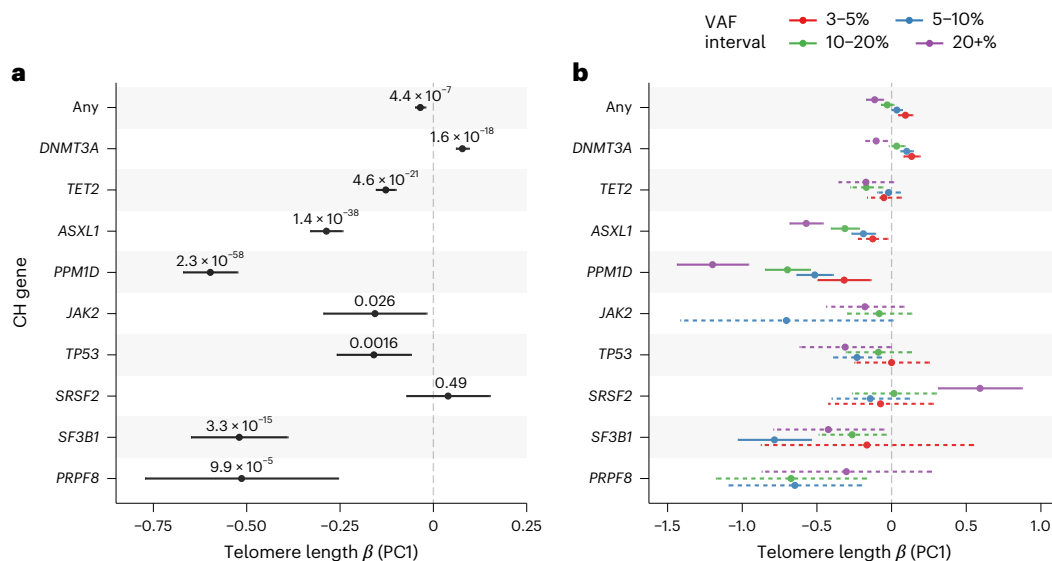 VAF interval
3–5%
5–10%
10–20%
20+%
a
CH gene
Any
DNMT3A
TET2
ASXL1
PPM1D
JAK2
TP53
SRSF2
SF3B1
PRPF8
4.4 × 10⁻⁷
1.6 × 10⁻¹⁸
4.6 × 10⁻²¹
1.4 × 10⁻³⁸
2.3 × 10⁻⁵⁸
0.026
0.0016
0.49
3.3 × 10⁻¹⁵
9.9 × 10⁻⁵
−0.75
−0.50
−0.25
0
0.25
Telomere length β (PC1)
b
Any
DNMT3A
TET2
ASXL1
PPM1D
JAK2
TP53
SRSF2
SF3B1
PRPF8
−1.5
−1.0
−0.5
0
0.5
1.0
Telomere length β (PC1)